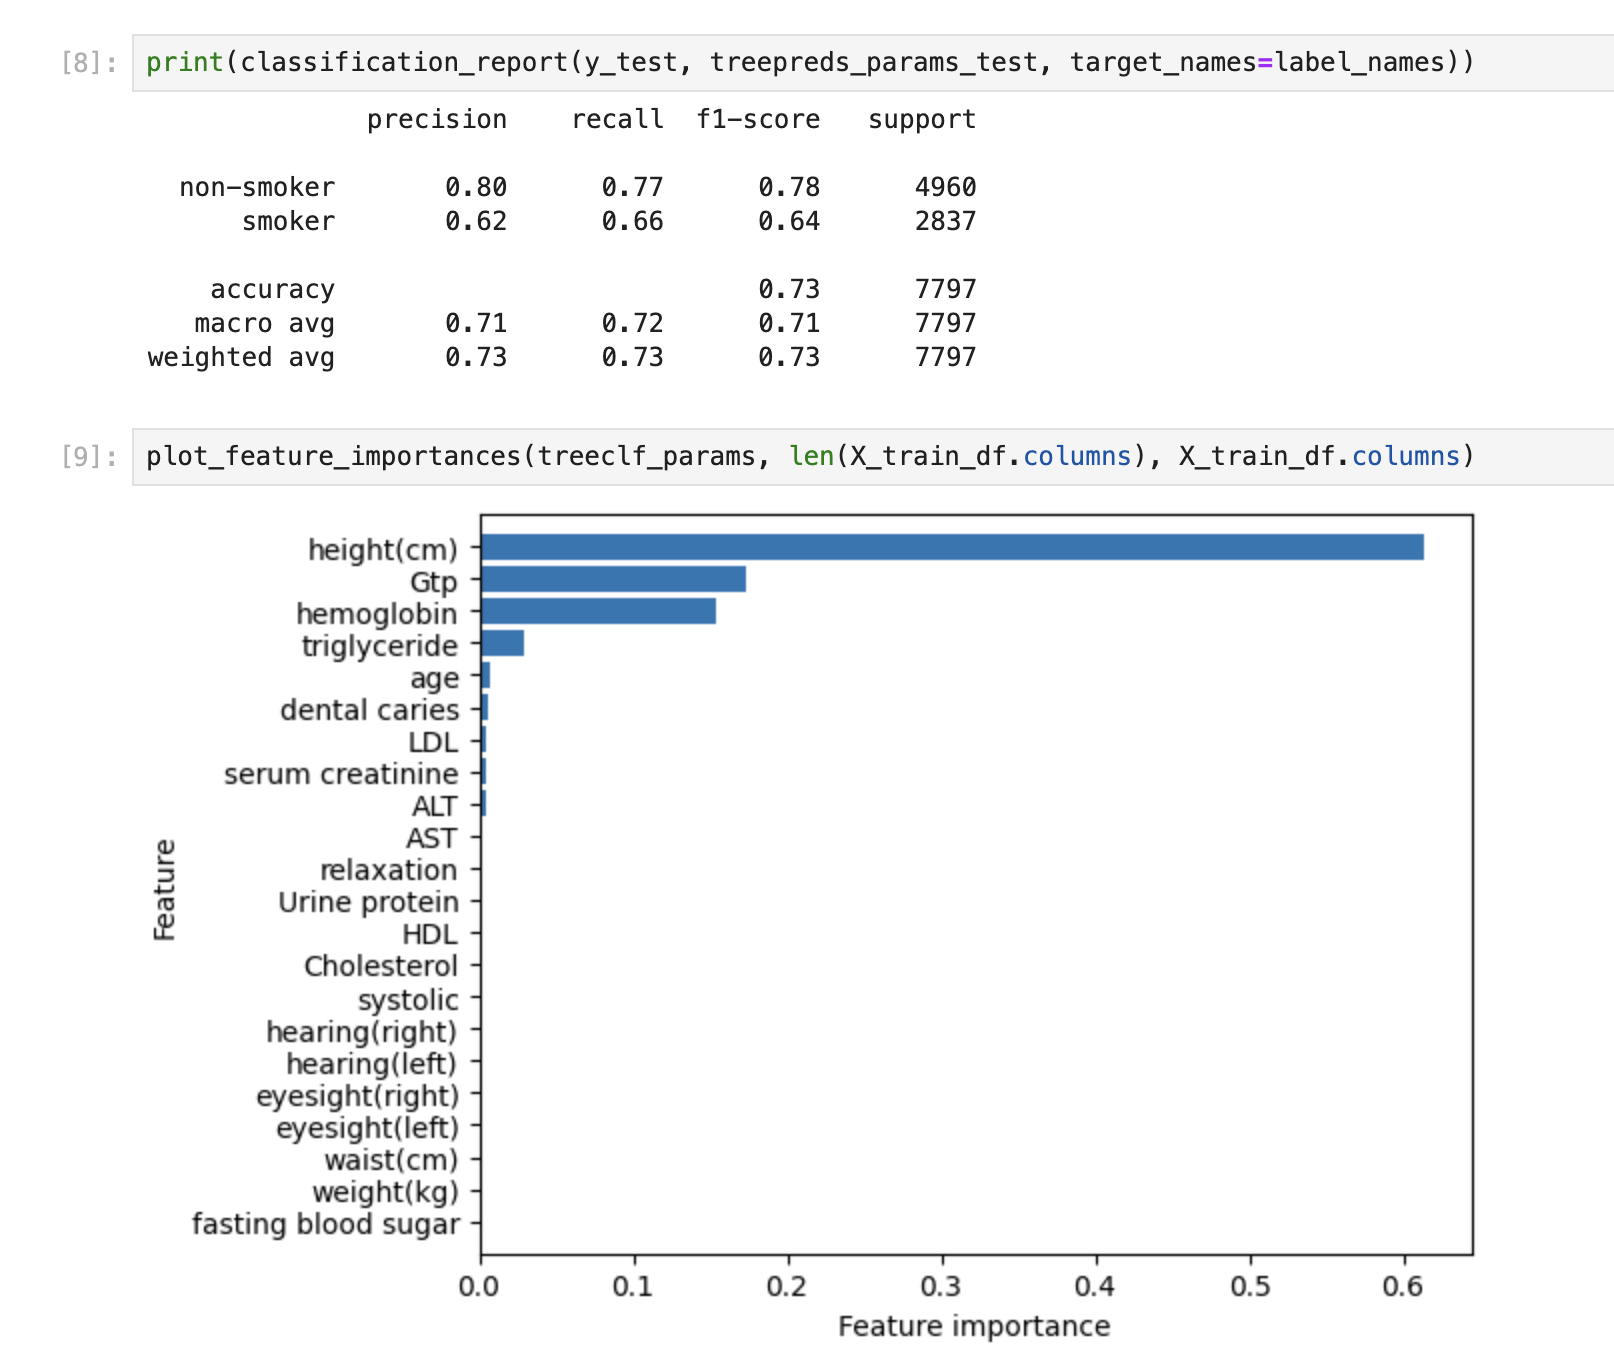 [8]: print(classification_report(y_test, treepreds_params_test, target_names=label_names))
precision recall f1-score support
non-smoker 0.80 0.77 0.78 4960
smoker 0.62 0.66 0.64 2837
accuracy 0.73 7797
macro avg 0.71 0.72 0.71 7797
weighted avg 0.73 0.73 0.73 7797
[9]: plot_feature_importances(treeclf_params, len(X_train_df.columns), X_train_df.columns)
height(cm)
Gtp
hemoglobin
triglyceride
age
dental caries
LDL
serum creatinine
ALT
AST
relaxation
Urine protein
HDL
Cholesterol
systolic
hearing(right)
hearing(left)
eyesight(right)
eyesight(left)
waist(cm)
weight(kg)
fasting blood sugar
Feature
0.0 0.1 0.2 0.3 0.4 0.5 0.6
Feature importance